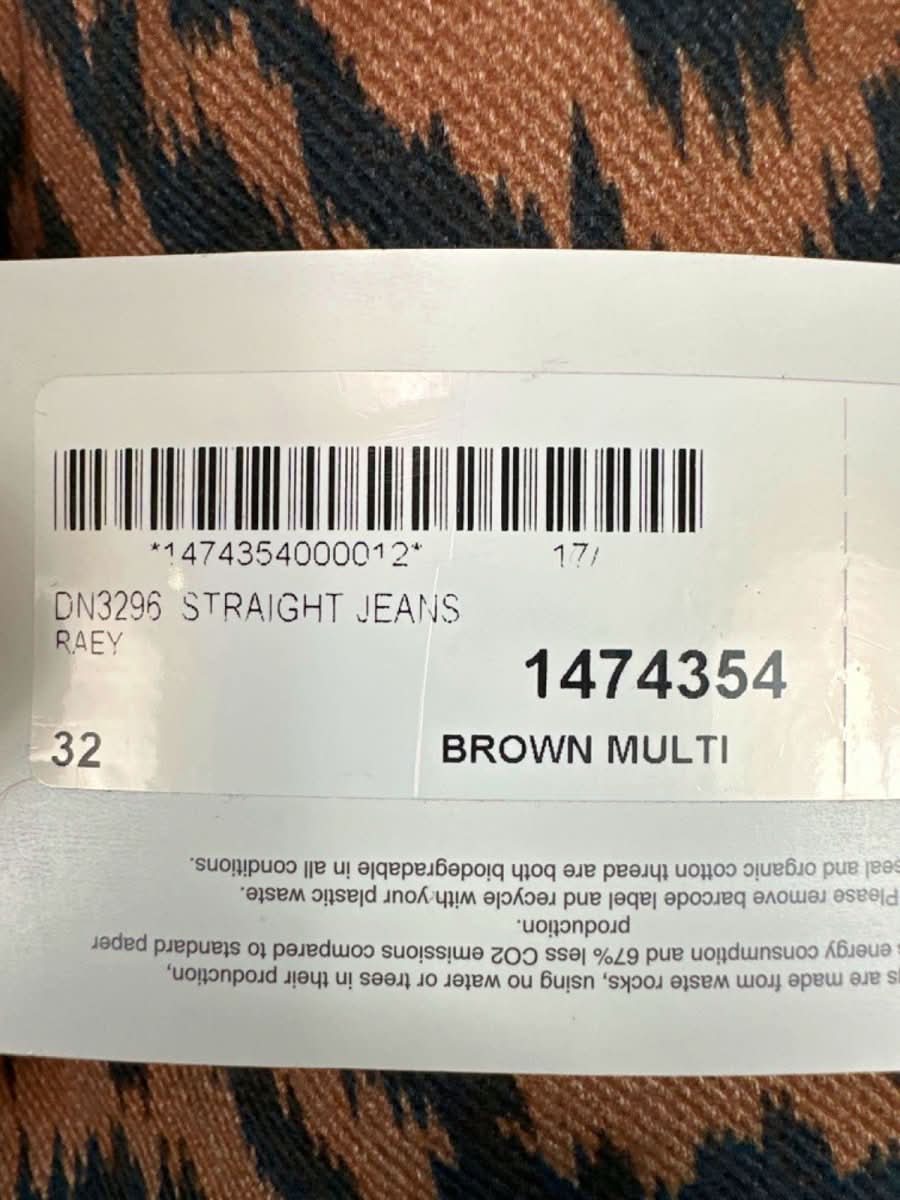 *1474354000012* 17/
DN3296 STRAIGHT JEANS
RAEY
1474354
32 BROWN MULTI
are made from waste rocks, using no water or trees in their production,
energy consumption and 67% less CO2 emissions compared to standard paper
production.
Please remove barcode label and recycle with your plastic waste.
seal and organic cotton thread are both biodegradable in all conditions.